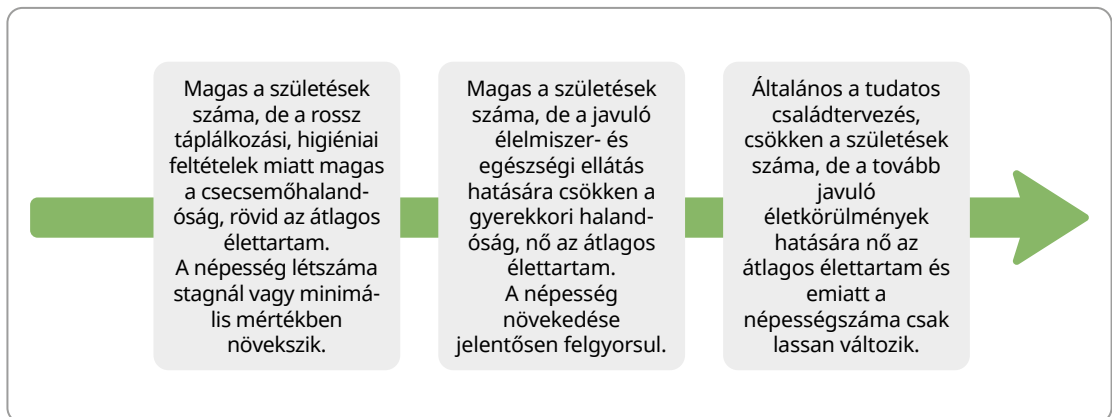 Magas a születések
száma, de a rossz
táplálkozási, higiéniai
feltételek miatt magas
a csecsemőhaland-
óság, rövid az átlagos
élettartam.
A népesség létszáma
stagnál vagy minimá-
lis mértékben
növekszik.
Magas a születések
száma, de a javuló
élelmiszer- és
egészségi ellátás
hatására csökken a
gyerekkori haland-
óság, nő az átlagos
élettartam.
A népesség
növekedése
jelentősen felgyorsul.
Általános a tudatos
családtervezés,
csökken a születések
száma, de a tovább
javuló
életkörülmények
hatására nő az
átlagos élettartam és
emiatt a
népességszáma csak
lassan változik.